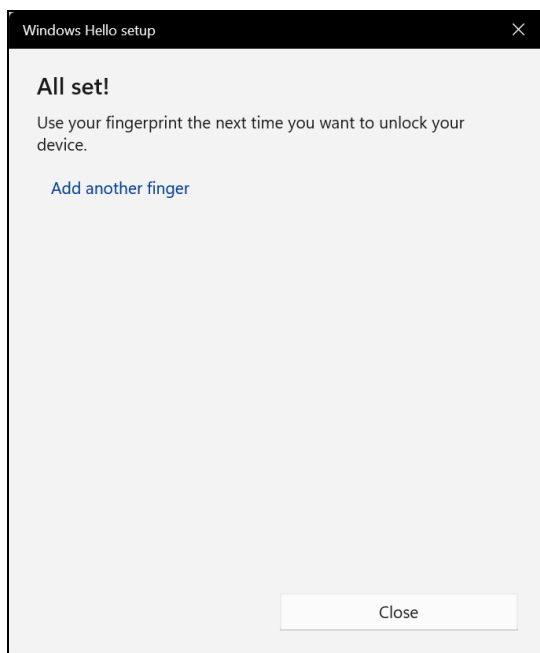 Windows Hello setup
All set!
Use your fingerprint the next time you want to unlock your
device.
Add another finger
Close